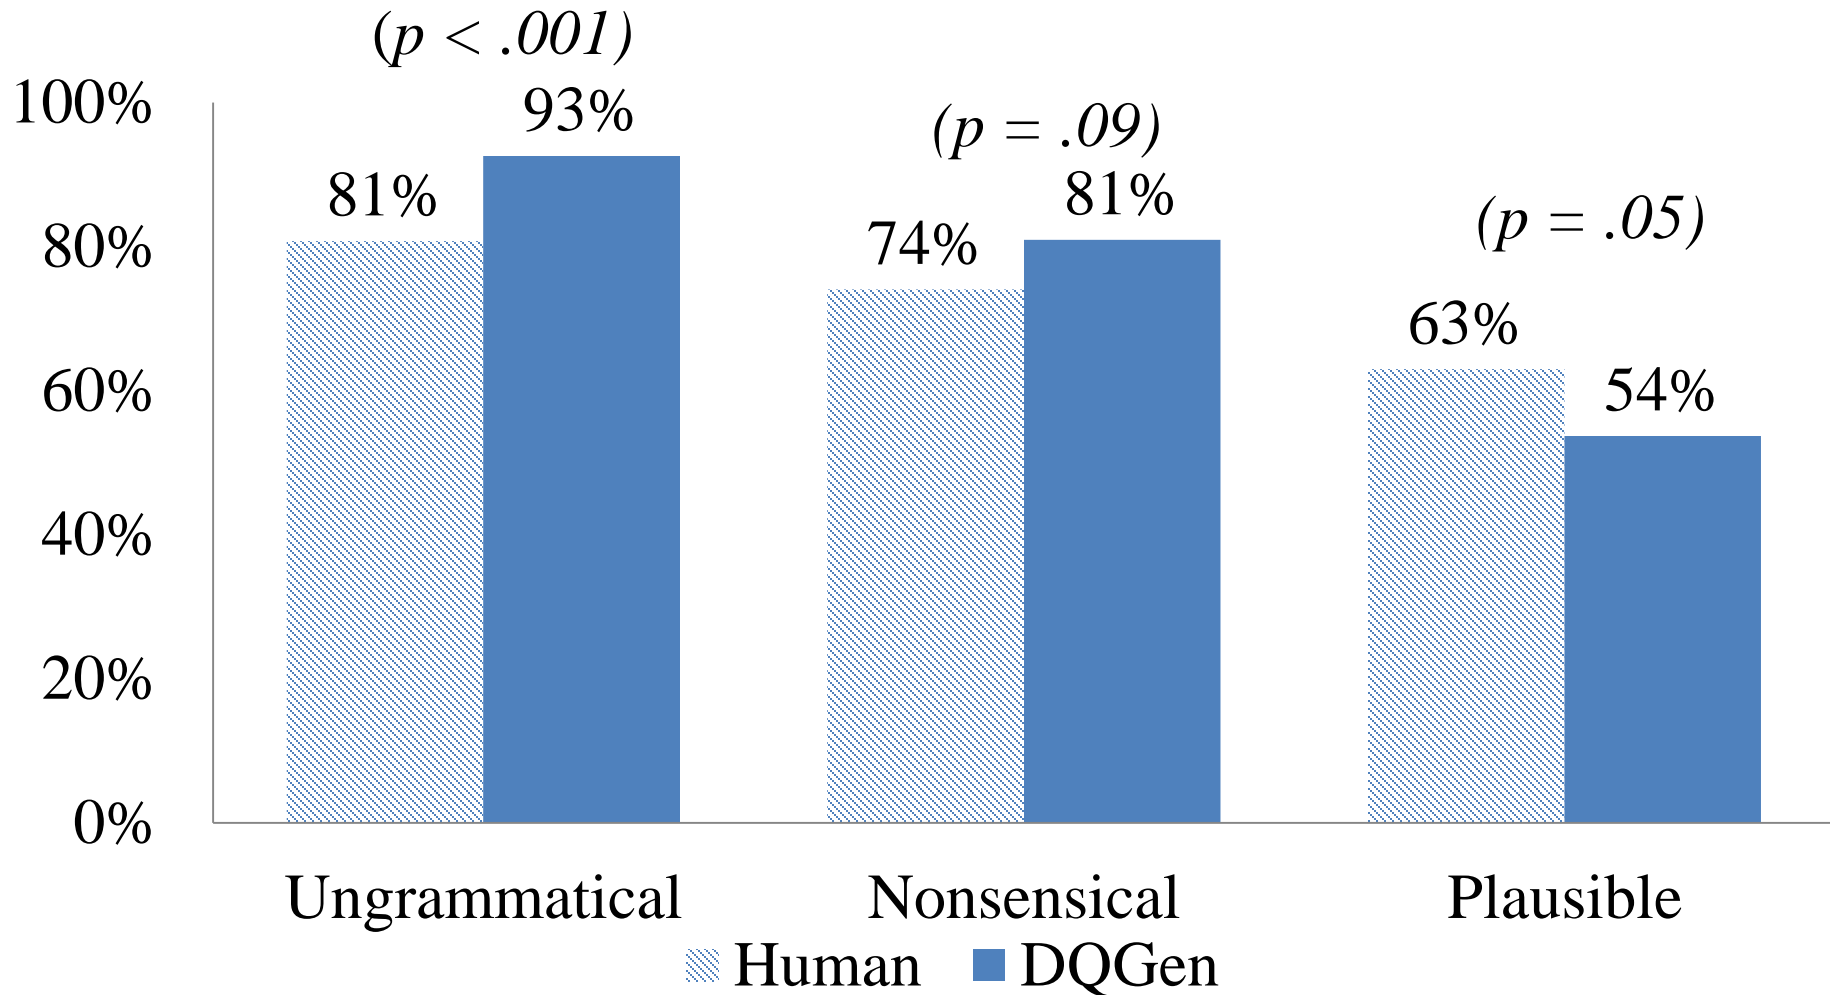 (p < .001)
100%
93%
(p = .09)
81%
81%
80%
74%
(p = .05)
63%
60%
54%
40%
20%
0%
Ungrammatical Nonsensical Plausible
Human DQGen